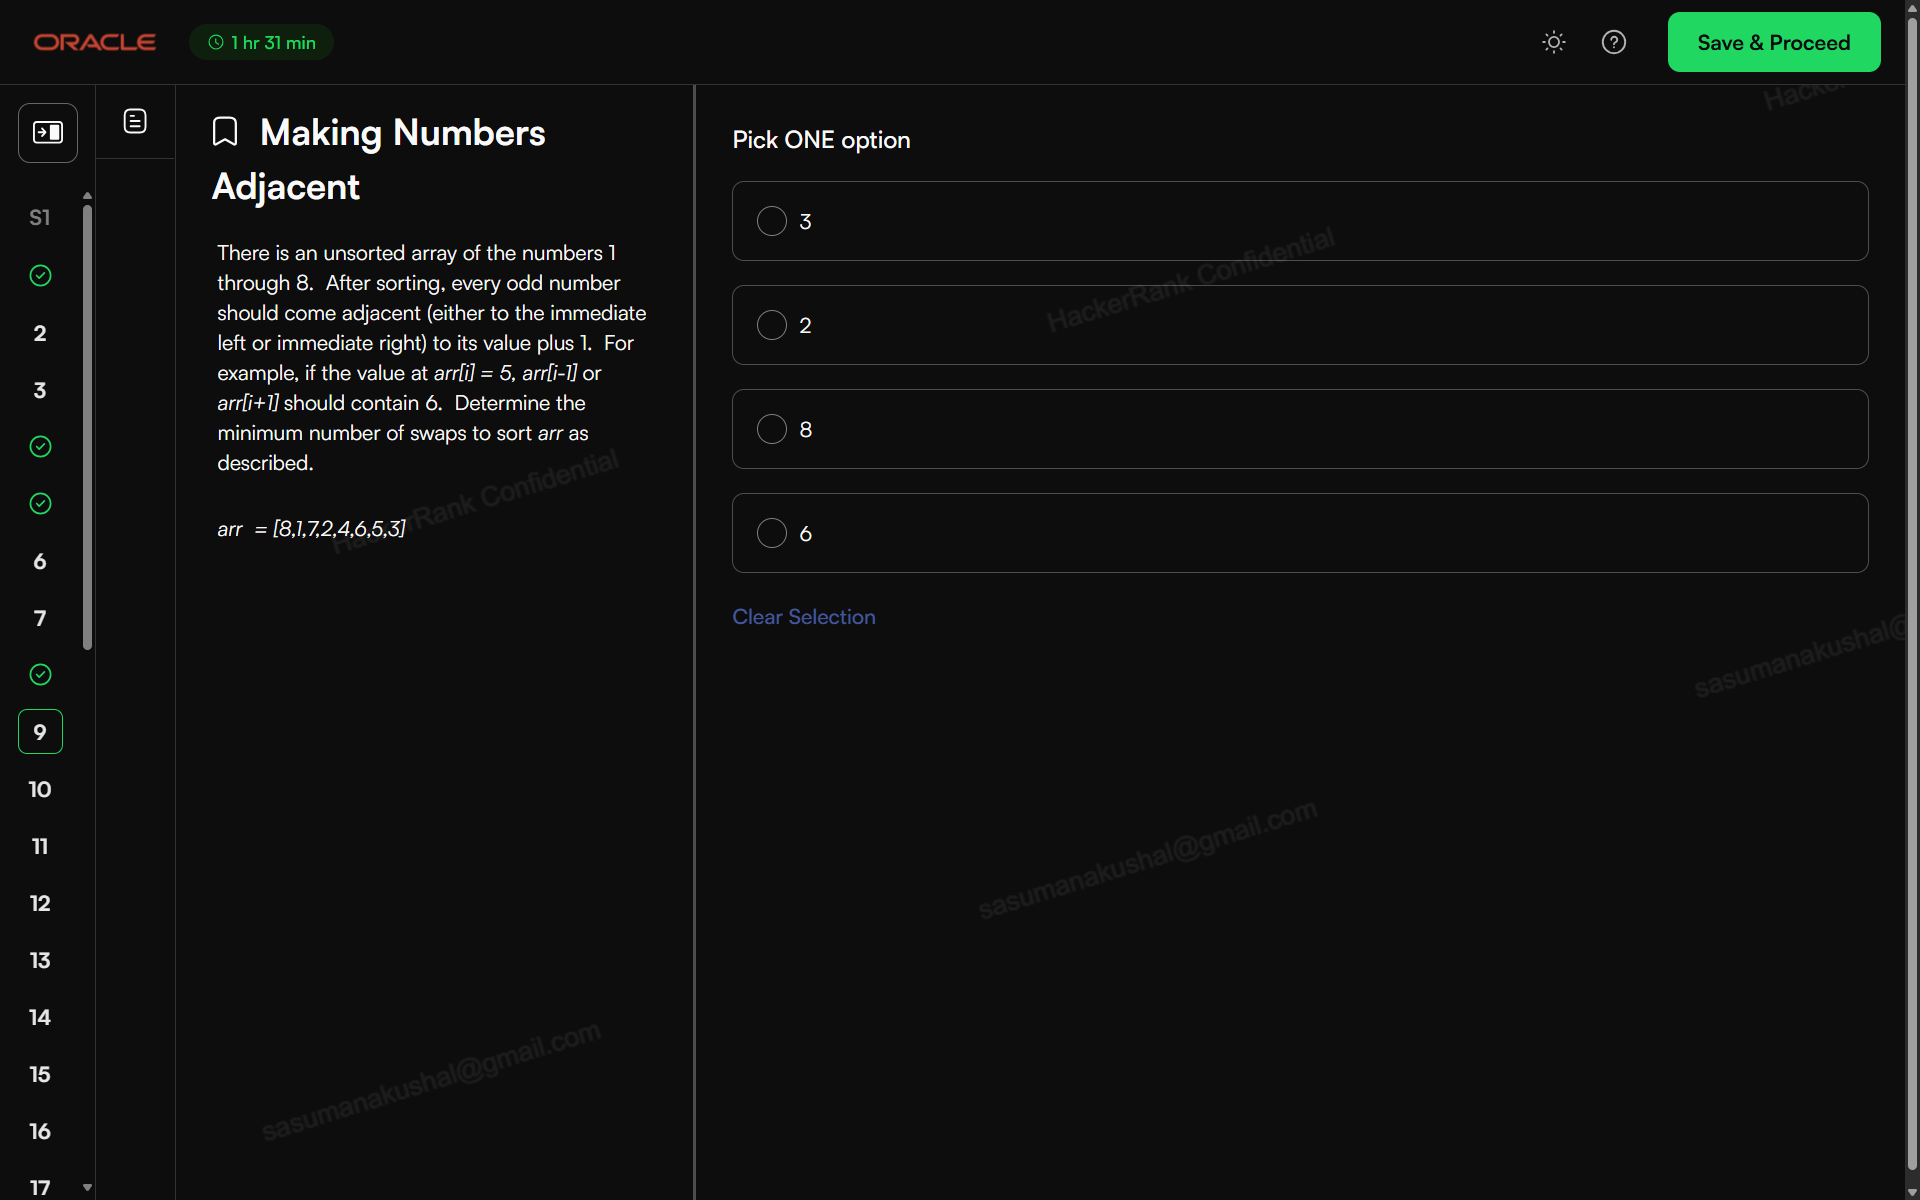 ORACLE
1 hr 31 min
Save & Proceed
S1
2
3
6
7
9
10
11
12
13
14
15
16
17
Making Numbers
Adjacent
There is an unsorted array of the numbers 1
through 8. After sorting, every odd number
should come adjacent (either to the immediate
left or immediate right) to its value plus 1. For
example, if the value at arr[i] = 5, arr[i-1] or
arr[i+1] should contain 6. Determine the
minimum number of swaps to sort arr as
described.
arr = [8,1,7,2,4,6,5,3]
Pick ONE option
3
2
8
6
Clear Selection
HackerRank Confidential
HackerRank Confidential
sasumanakushal@
sasumanakushal@gmail.com
sasumanakushal@gmail.com